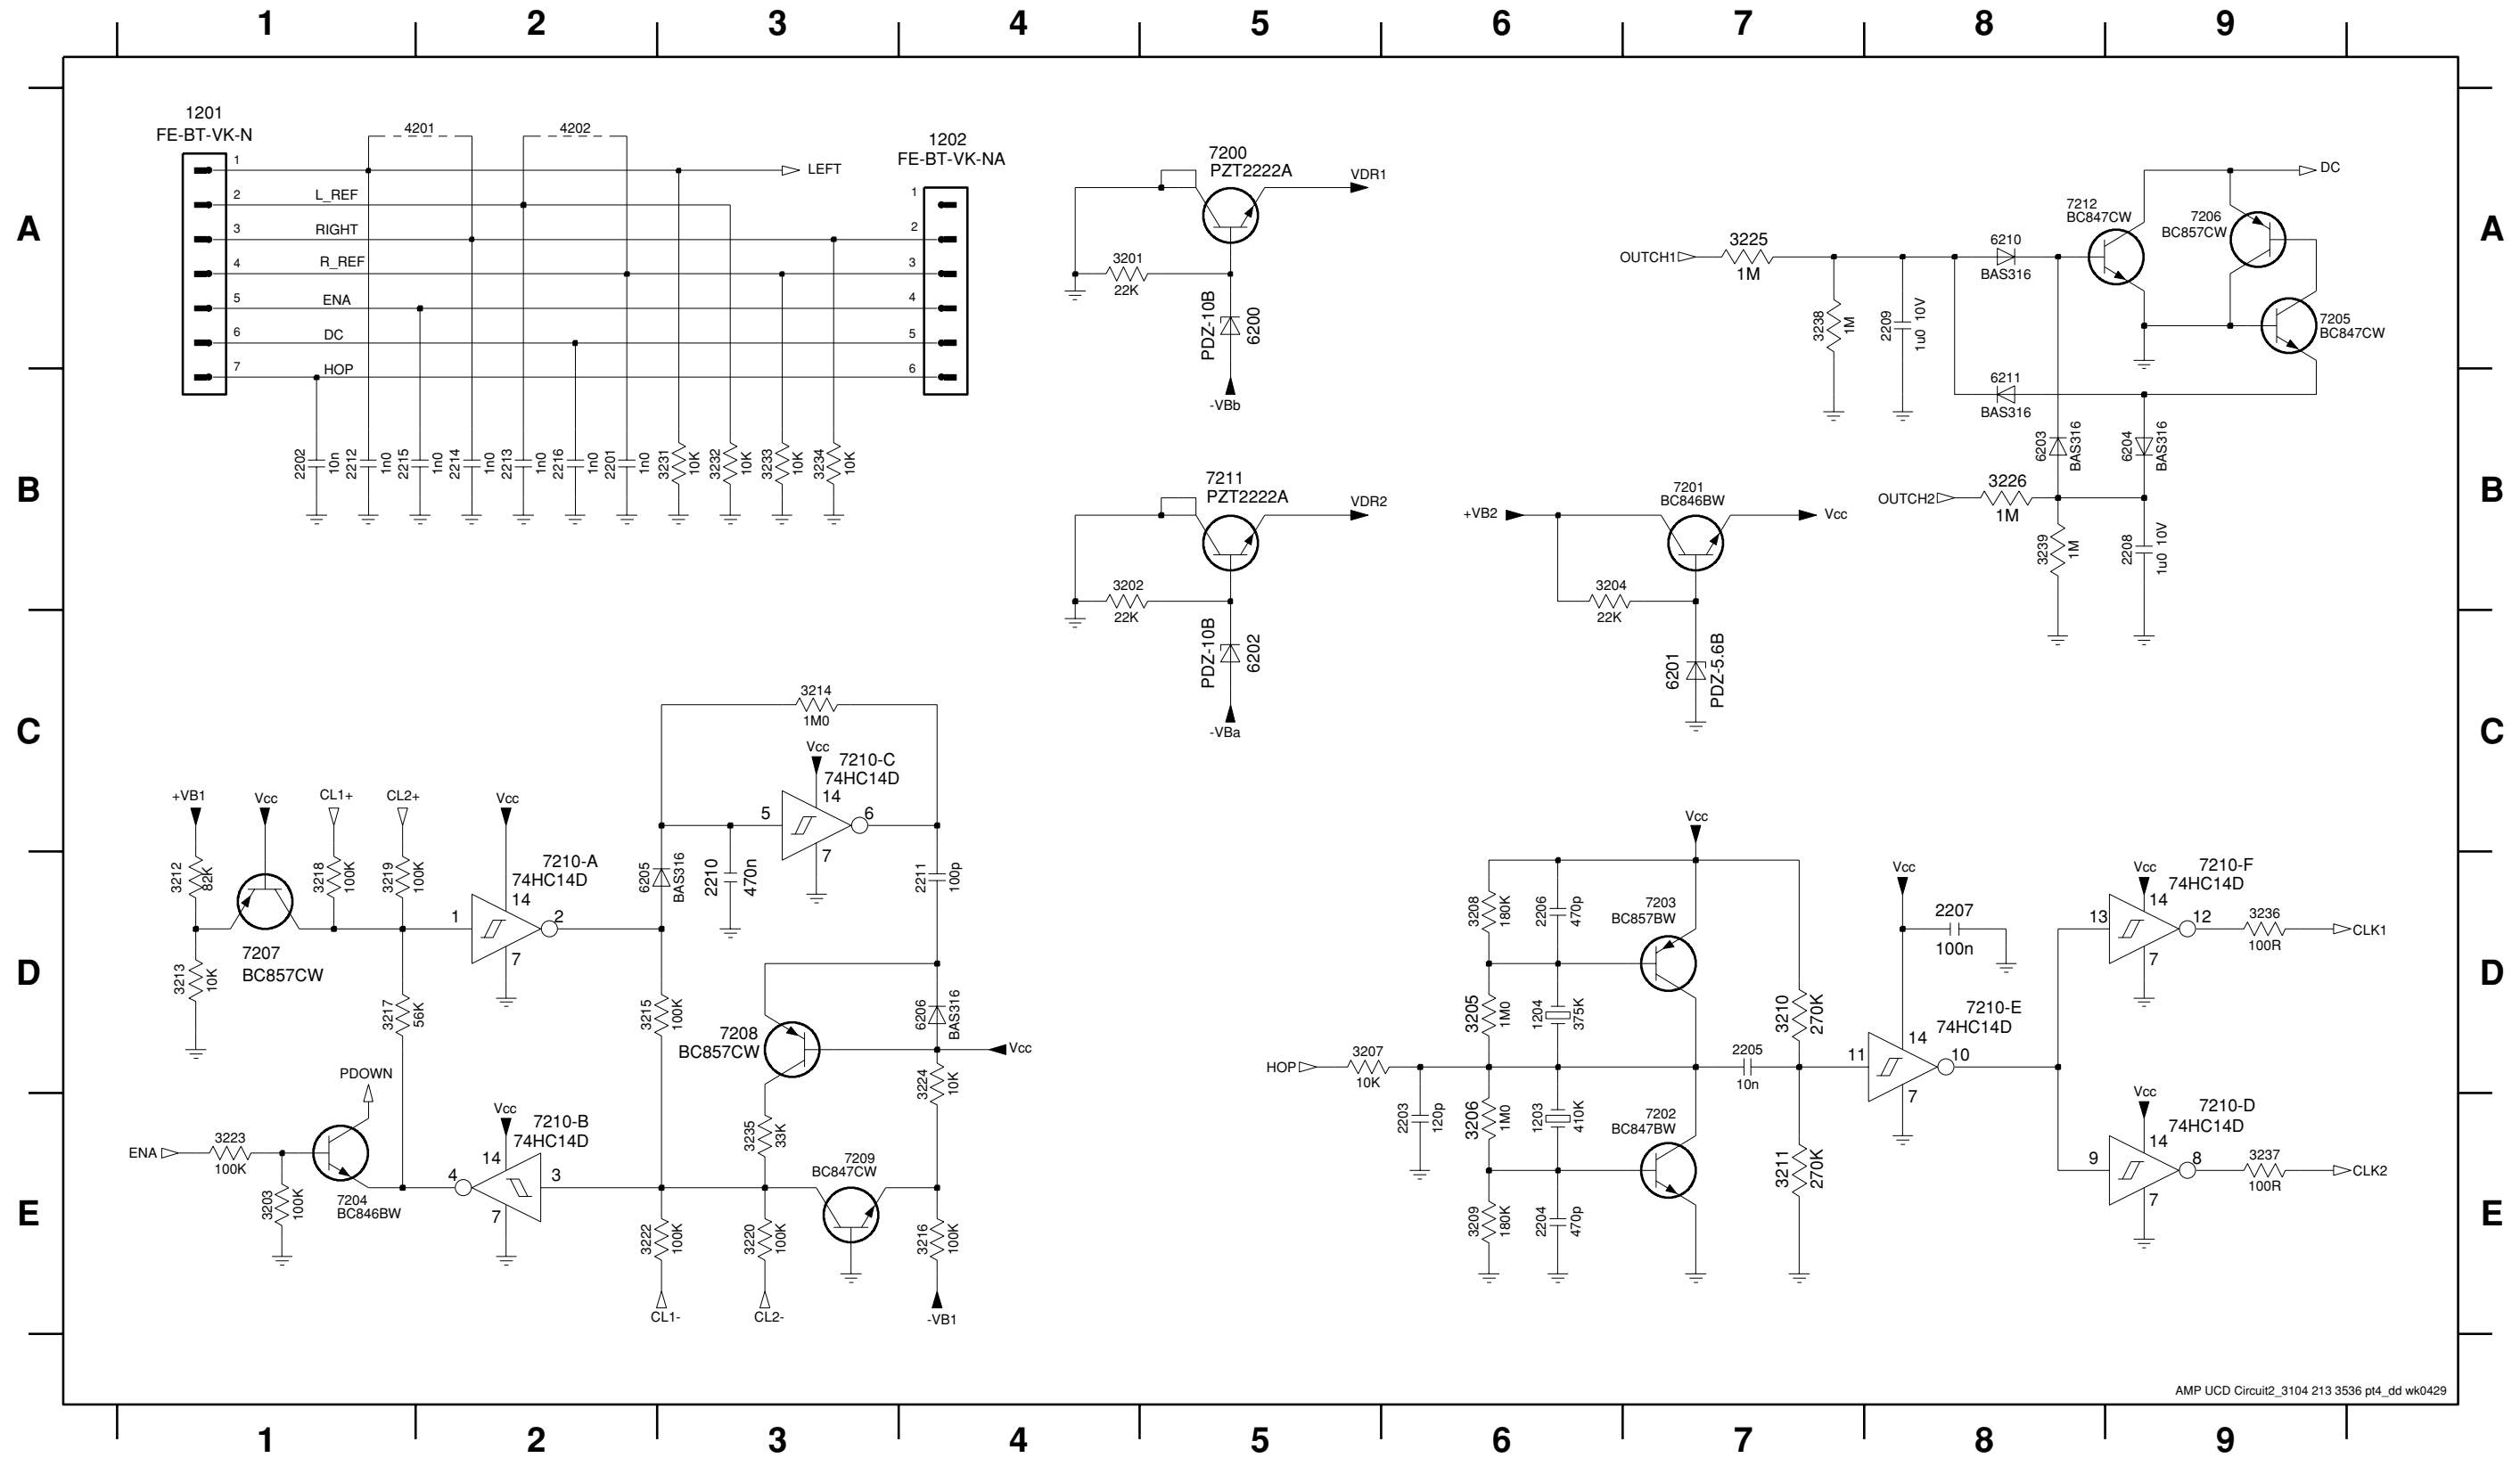 1 2 3 4 5 6 7 8 9
A
B
C
D
E
1201
FE-BT-VK-N
1
2
3
4
5
6
7
4201
4202
LEFT
L_REF
RIGHT
R_REF
ENA
DC
HOP
1202
FE-BT-VK-NA
1
2
3
4
5
6
2202 10n
2212 1n0
2215 1n0
2214 1n0
2213 1n0
2216 1n0
2201 1n0
3231 10K
3232 10K
3233 10K
3234 10K
7200
PZT2222A
VDR1
3201
22K
PDZ-10B
6200
-VBb
7211
PZT2222A
VDR2
3202
22K
PDZ-10B
6202
-VBa
+VB2
7201
BC846BW
Vcc
3204
22K
6201
PDZ-5.6B
OUTCH1
3225
1M
3238
1M
2209
1u0 10V
6210
BAS316
7212
BC847CW
7206
BC857CW
DC
7205
BC847CW
6211
BAS316
6203
BAS316
6204
BAS316
OUTCH2
3226
1M
3239
1M
2208
1u0 10V
A
B
C
D
E
3214
1M0
Vcc
7210-C
74HC14D
14
5
6
7
+VB1
Vcc
CL1+
CL2+
Vcc
3212
82K
3218
100K
3219
100K
7210-A
74HC14D
14
1
2
7
6205
BAS316
2210
470n
2211
100p
7207
BC857CW
3213
10K
3217
56K
3215
100K
7208
BC857CW
6206
BAS316
Vcc
3224
10K
PDOWN
ENA
3223
100K
3203
100K
7204
BC846BW
Vcc
7210-B
74HC14D
14
4
3
7
3235
33K
7209
BC847CW
3222
100K
3220
100K
3216
100K
CL1-
CL2-
-VB1
Vcc
3208
180K
2206
470p
7203
BC857BW
3205
1M0
1204
375K
3210
270K
HOP
3207
10K
2205
10n
2203
120p
3206
1M0
1203
410K
7202
BC847BW
3211
270K
3209
180K
2204
470p
Vcc
2207
100n
7210-E
74HC14D
14
11
10
7
Vcc
7210-F
74HC14D
14
13
12
7
3236
100R
CLK1
Vcc
7210-D
74HC14D
14
9
8
7
3237
100R
CLK2
AMP UCD Circuit2_3104 213 3536 pt4_dd wk0429
1 2 3 4 5 6 7 8 9